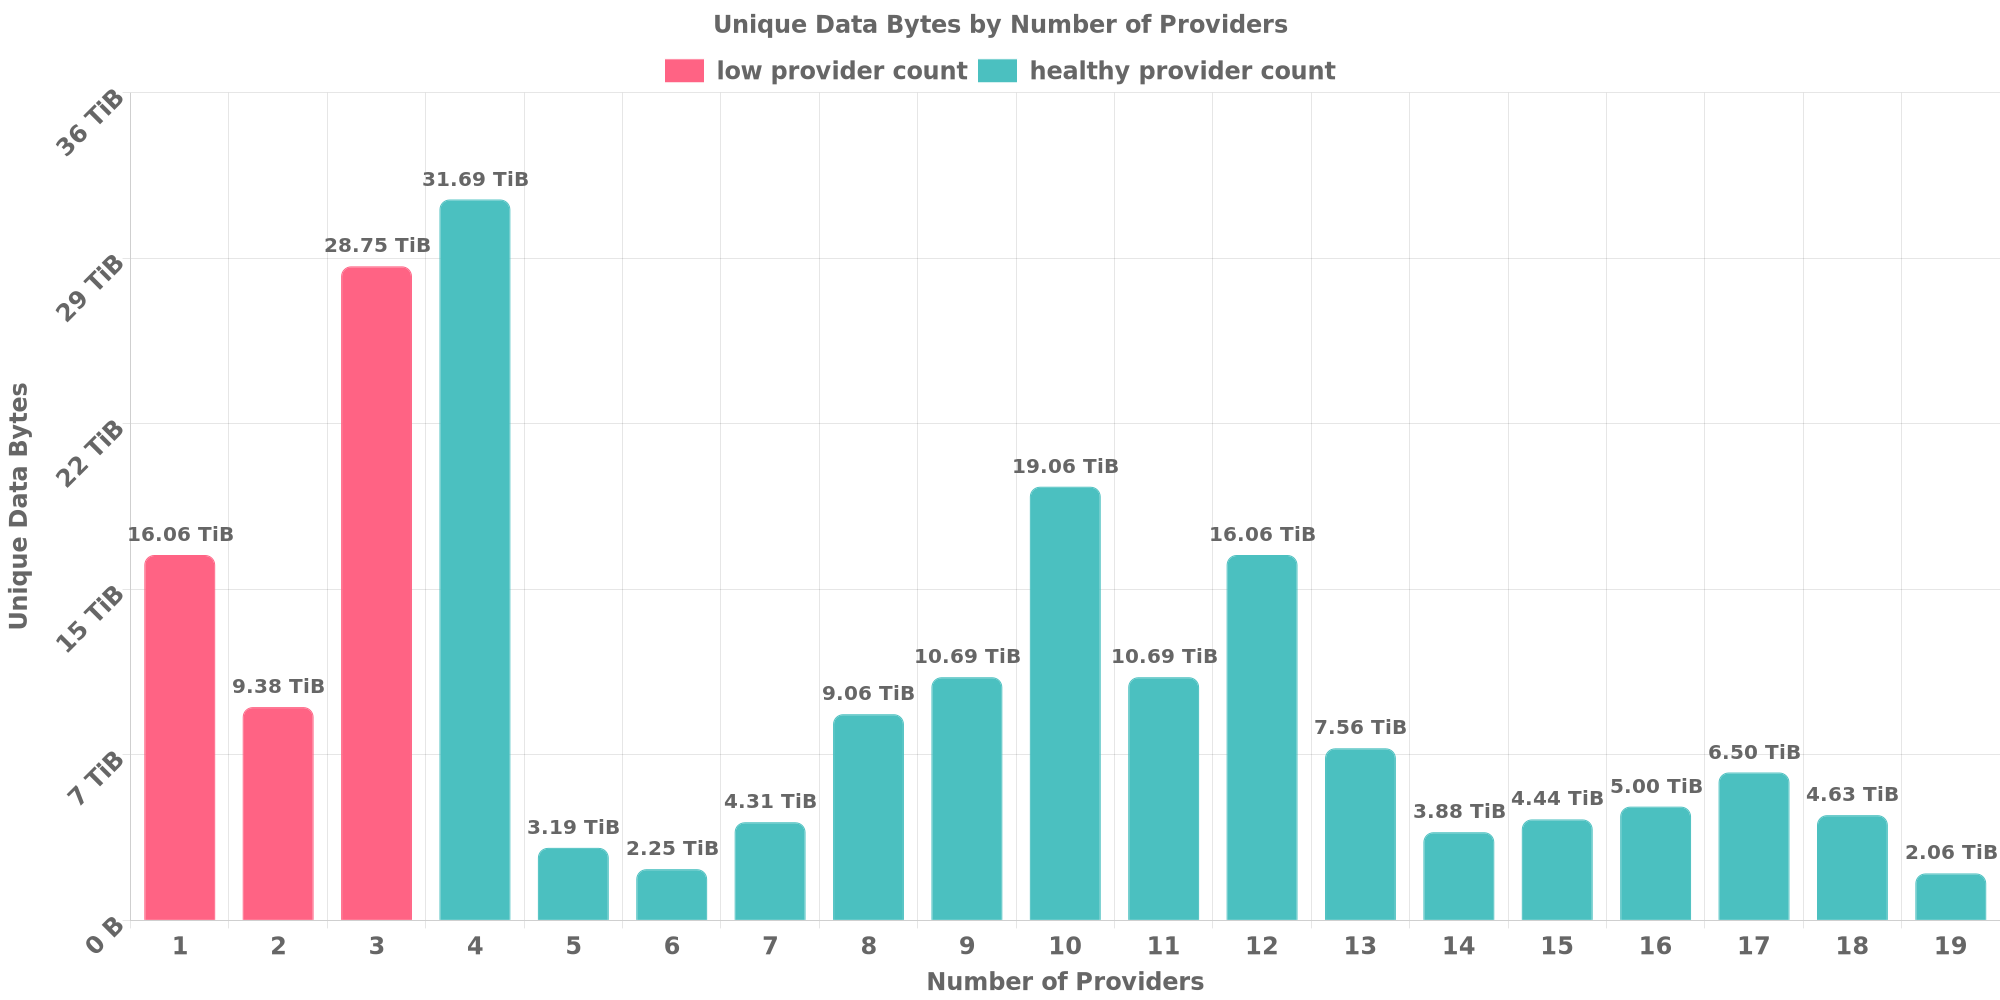 Unique Data Bytes by Number of Providers
low provider count healthy provider count
36 TiB
29 TiB
22 TiB
15 TiB
7 TiB
0 B
Unique Data Bytes
16.06 TiB
9.38 TiB
28.75 TiB
31.69 TiB
3.19 TiB
2.25 TiB
4.31 TiB
9.06 TiB
10.69 TiB
19.06 TiB
10.69 TiB
16.06 TiB
7.56 TiB
3.88 TiB
4.44 TiB
5.00 TiB
6.50 TiB
4.63 TiB
2.06 TiB
1 2 3 4 5 6 7 8 9 10 11 12 13 14 15 16 17 18 19
Number of Providers